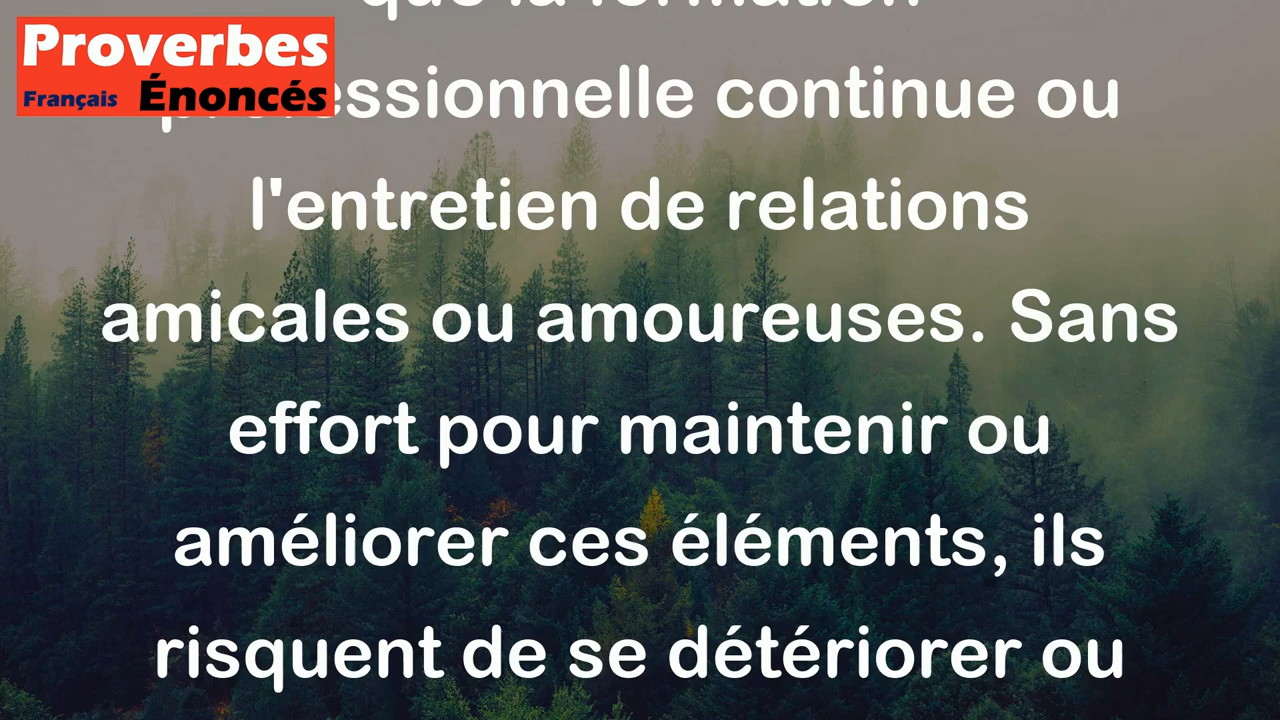 Proverbes
Français Énoncés
que la formation
professionnelle continue ou
l'entretien de relations
amicales ou amoureuses. Sans
effort pour maintenir ou
améliorer ces éléments, ils
risquent de se détériorer ou